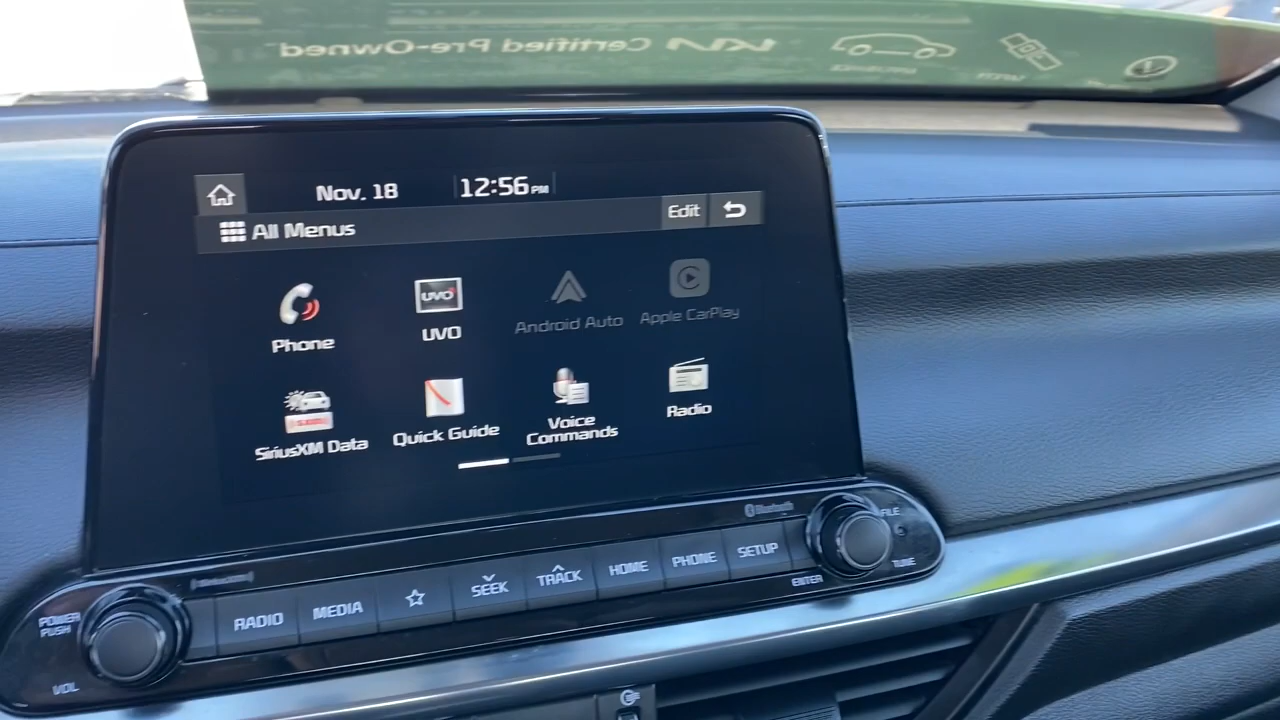 KIA Certified Pre-Owned
Nov. 18
12:56 PM
All Menus
Edit
Phone
UVO
UVO
Android Auto
Apple CarPlay
SiriusXM Data
Quick Guide
Voice
Commands
Radio
Bluetooth
FILE
TUNE
ENTER
POWER
PUSH
VOL
RADIO
MEDIA
SEEK
TRACK
HOME
PHONE
SETUP